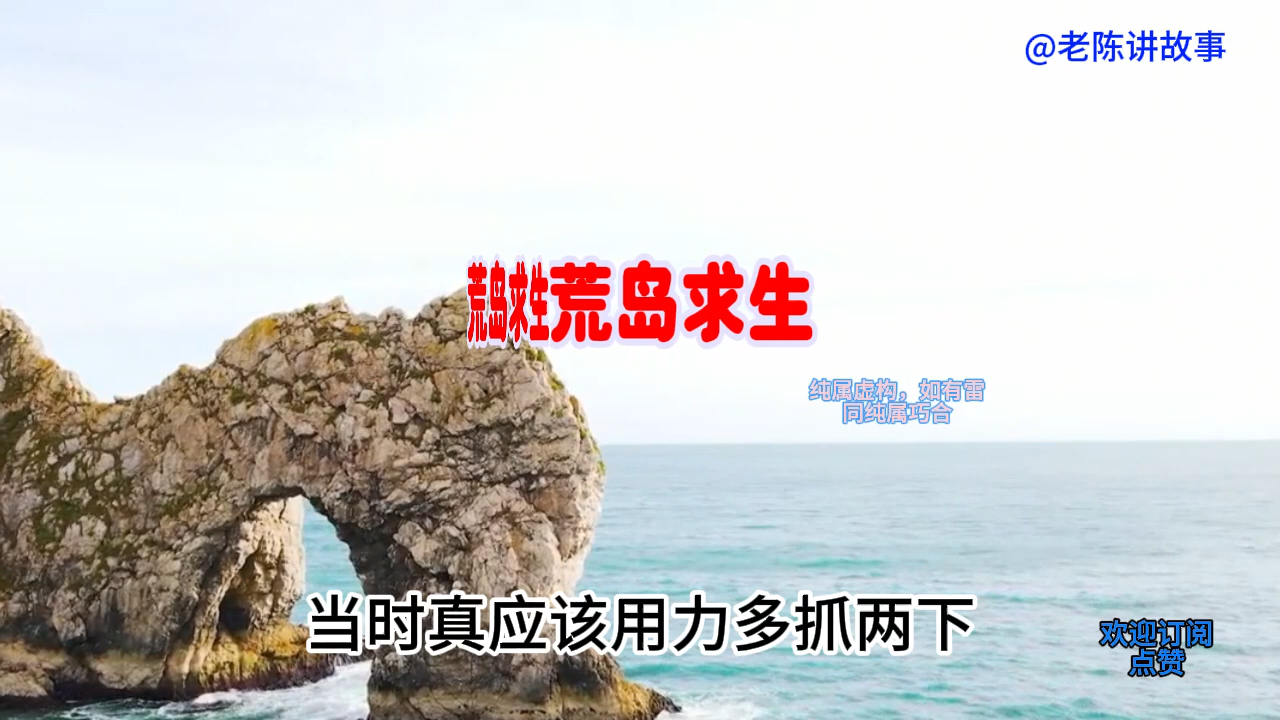 @老陈讲故事
荒岛求生荒岛求生
纯属虚构，如有雷
同纯属巧合
当时真应该用力多抓两下
欢迎订阅
点赞